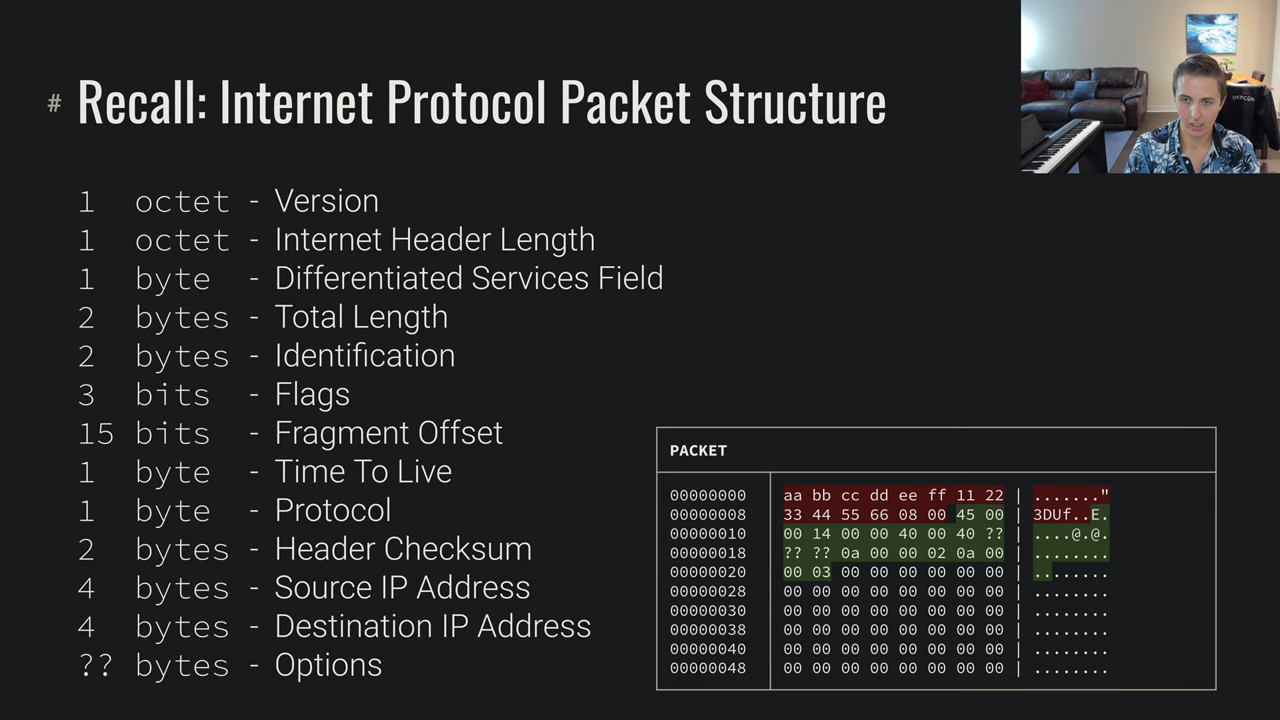 # Recall: Internet Protocol Packet Structure
1 octet - Version
1 octet - Internet Header Length
1 byte - Differentiated Services Field
2 bytes - Total Length
2 bytes - Identification
3 bits - Flags
15 bits - Fragment Offset
1 byte - Time To Live
1 byte - Protocol
2 bytes - Header Checksum
4 bytes - Source IP Address
4 bytes - Destination IP Address
?? bytes - Options
PACKET
00000000 aa bb cc dd ee ff 11 22 | ......."
00000008 33 44 55 66 08 00 45 00 | 3DUf..E.
00000010 00 14 00 00 40 00 40 ?? | ....@.@.
00000018 ?? ?? 0a 00 00 02 0a 00 | ........
00000020 00 03 00 00 00 00 00 00 | ........
00000028 00 00 00 00 00 00 00 00 | ........
00000030 00 00 00 00 00 00 00 00 | ........
00000038 00 00 00 00 00 00 00 00 | ........
00000040 00 00 00 00 00 00 00 00 | ........
00000048 00 00 00 00 00 00 00 00 | ........
DEFCON